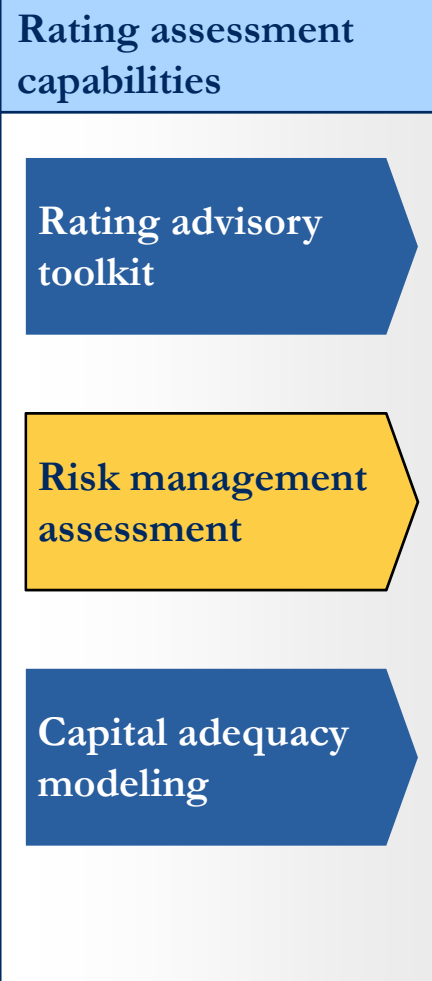 Rating assessment
capabilities
Rating advisory
toolkit
Risk management
assessment
Capital adequacy
modeling